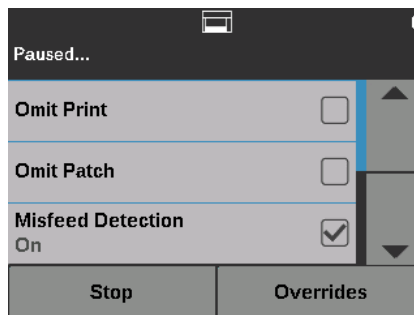 Paused...
Omit Print
Omit Patch
Misfeed Detection
On
Stop
Overrides